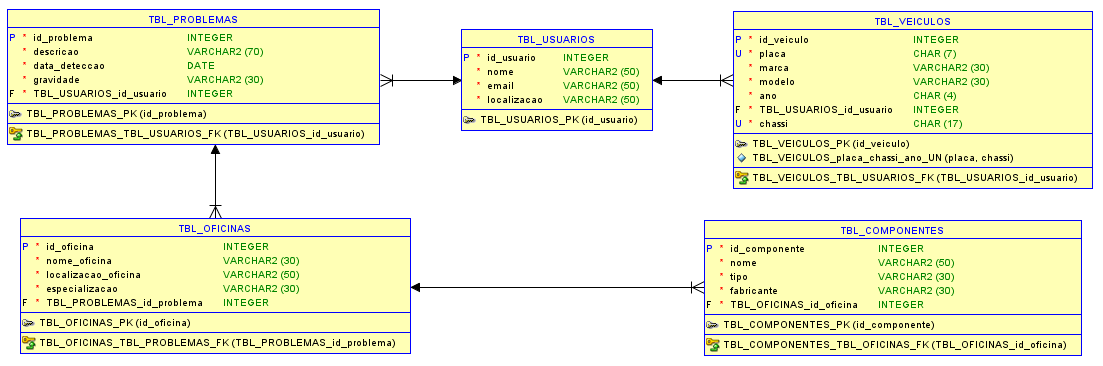 TBL_PROBLEMAS
P * id_problema INTEGER
* descricao VARCHAR2 (70)
* data_deteccao DATE
* gravidade VARCHAR2 (30)
F * TBL_USUARIOS_id_usuario INTEGER
TBL_PROBLEMAS_PK (id_problema)
TBL_PROBLEMAS_TBL_USUARIOS_FK (TBL_USUARIOS_id_usuario)
TBL_USUARIOS
P * id_usuario INTEGER
* nome VARCHAR2 (50)
* email VARCHAR2 (50)
* localizacao VARCHAR2 (50)
TBL_USUARIOS_PK (id_usuario)
TBL_VEICULOS
P * id_veiculo INTEGER
U * placa CHAR (7)
* marca VARCHAR2 (30)
* modelo VARCHAR2 (30)
* ano CHAR (4)
F * TBL_USUARIOS_id_usuario INTEGER
U * chassi CHAR (17)
TBL_VEICULOS_PK (id_veiculo)
TBL_VEICULOS_placa_chassi_ano_UN (placa, chassi)
TBL_VEICULOS_TBL_USUARIOS_FK (TBL_USUARIOS_id_usuario)
TBL_OFICINAS
P * id_oficina INTEGER
* nome_oficina VARCHAR2 (30)
* localizacao_oficina VARCHAR2 (50)
* especializacao VARCHAR2 (30)
F * TBL_PROBLEMAS_id_problema INTEGER
TBL_OFICINAS_PK (id_oficina)
TBL_OFICINAS_TBL_PROBLEMAS_FK (TBL_PROBLEMAS_id_problema)
TBL_COMPONENTES
P * id_componente INTEGER
* nome VARCHAR2 (50)
* tipo VARCHAR2 (30)
* fabricante VARCHAR2 (30)
F * TBL_OFICINAS_id_oficina INTEGER
TBL_COMPONENTES_PK (id_componente)
TBL_COMPONENTES_TBL_OFICINAS_FK (TBL_OFICINAS_id_oficina)